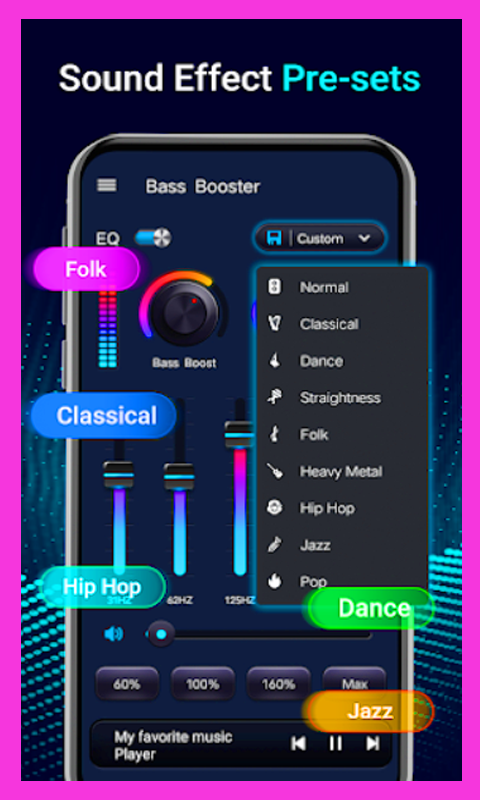 Sound Effect Pre-sets
Bass Booster
EQ
Custom
Folk
Bass Boost
Normal
Classical
Dance
Straightness
Folk
Heavy Metal
Hip Hop
Jazz
Pop
Classical
Hip Hop
31HZ
62HZ
125HZ
Dance
60%
100%
160%
Max
Jazz
My favorite music
Player